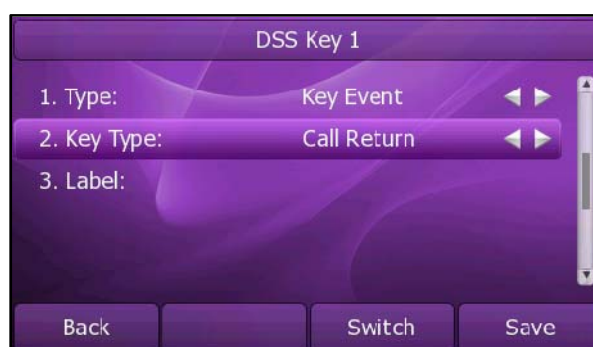 DSS Key 1
1. Type: Key Event
2. Key Type: Call Return
3. Label:
Back Switch Save